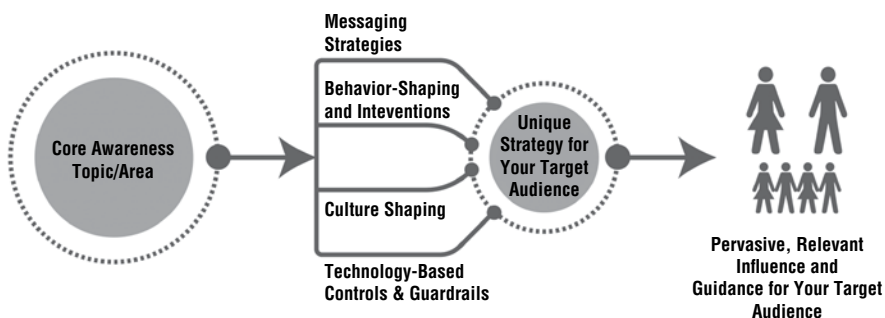 Core Awareness
Topic/Area
Messaging
Strategies
Behavior-Shaping
and Inteventions
Culture Shaping
Technology-Based
Controls & Guardrails
Unique
Strategy for
Your Target
Audience
Pervasive, Relevant
Influence and
Guidance for Your Target
Audience